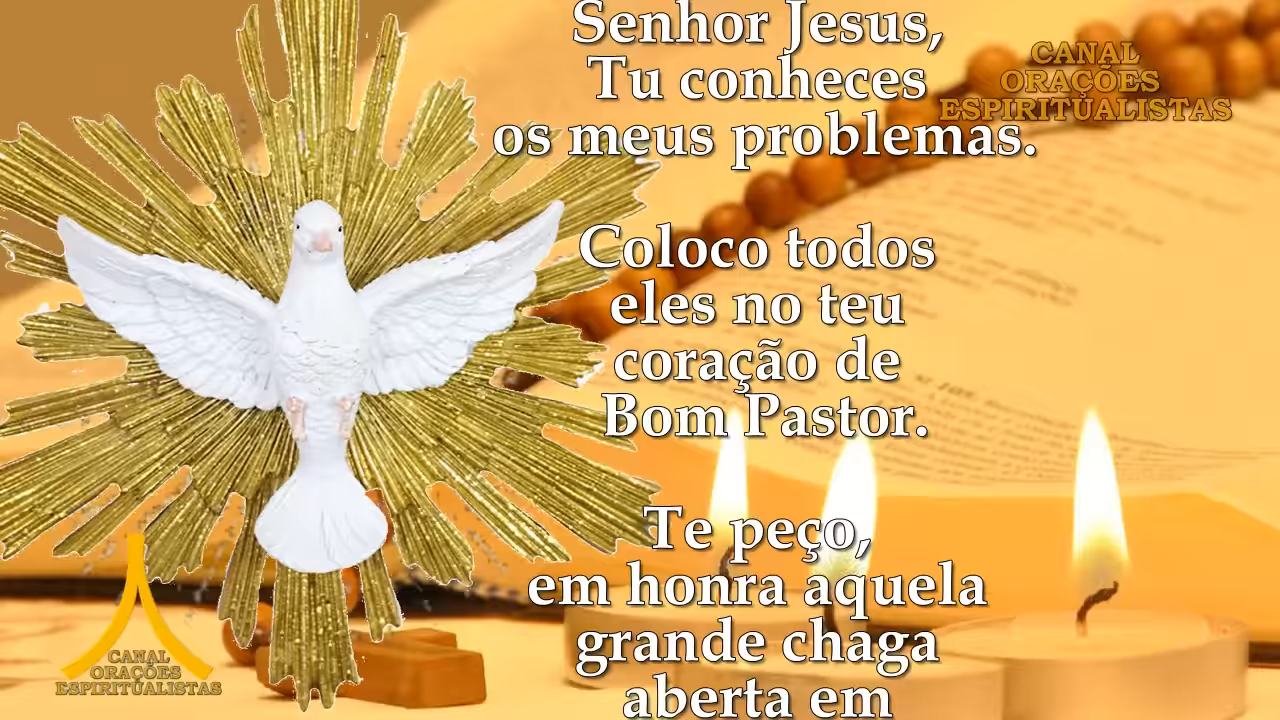 Senhor Jesus,
Tu conheces
os meus problemas.
Coloco todos
eles no teu
coração de
Bom Pastor.
Te peço,
em honra aquela
grande chaga
aberta em
CANAL
ORAÇÕES
ESPIRITUALISTAS
CANAL
ORAÇÕES
ESPIRITUALISTAS